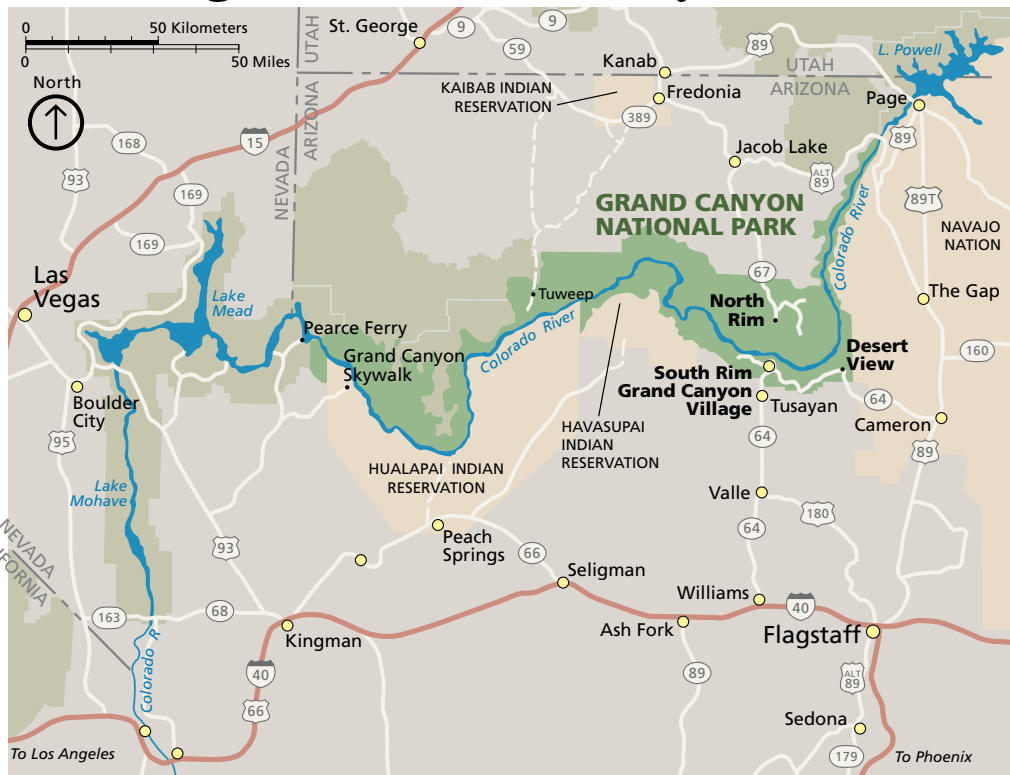 0
50 Kilometers
0
50 Miles
North
St. George
9
59
9
89
Kanab
UTAH
ARIZONA
UTAH
ARIZONA
L. Powell
KAIBAB INDIAN
RESERVATION
Fredonia
389
Page
15
168
93
169
169
NEVADA
89
Jacob Lake
ALT
89
89T
GRAND CANYON
NATIONAL PARK
Colorado River
NAVAJO
NATION
Las
Vegas
Lake
Mead
Tuweep
67
North
Rim
The Gap
Pearce Ferry
Colorado River
Grand Canyon
Skywalk
160
Desert
View
South Rim
Grand Canyon
Village
Tusayan
64
Boulder
City
95
Cameron
HAVASUPAI
INDIAN
RESERVATION
64
89
HUALAPAI INDIAN
RESERVATION
Lake
Mohave
Valle
180
NEVADA
CALIFORNIA
93
Peach
Springs
66
64
Seligman
Williams
40
163
68
Kingman
Ash Fork
Flagstaff
Colorado R
40
66
89
ALT
89
Sedona
To Los Angeles
179
To Phoenix